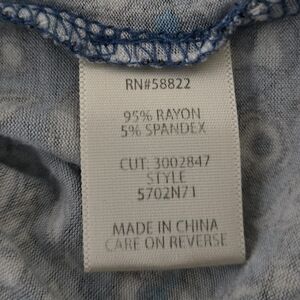 RN#58822
95% RAYON
5% SPANDEX
CUT: 3002847
STYLE
5702N71
MADE IN CHINA
CARE ON REVERSE